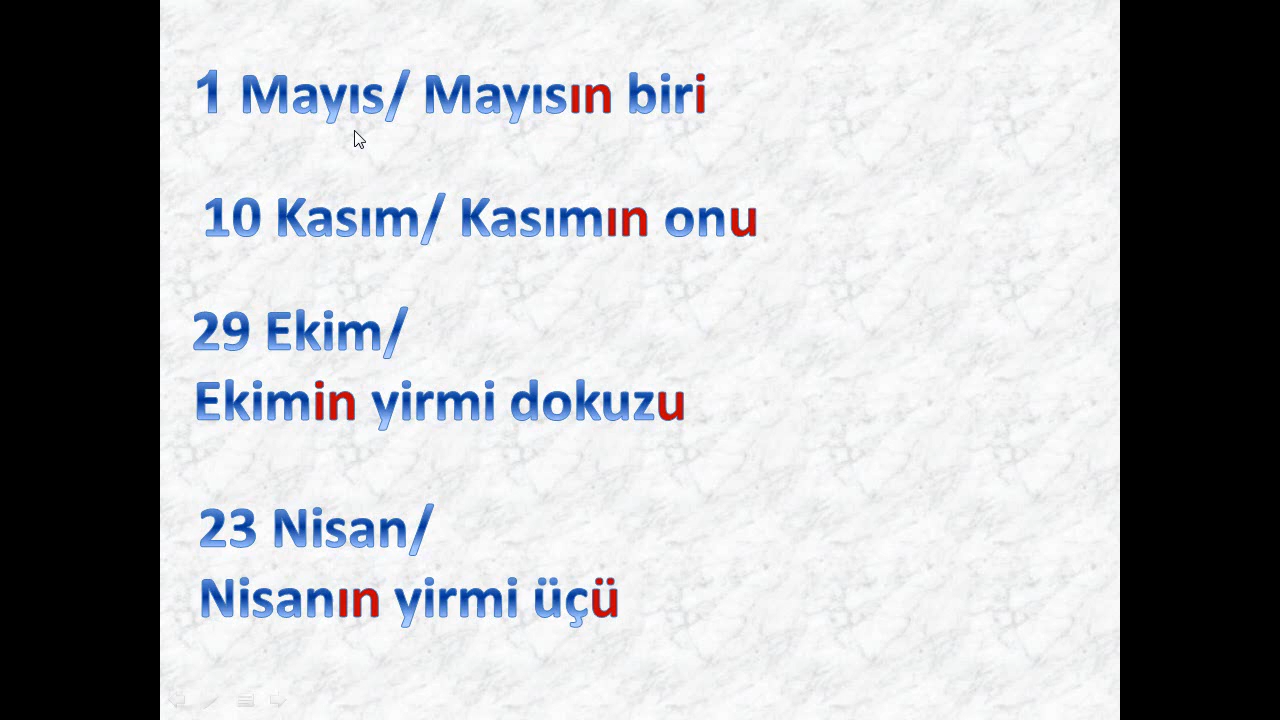 1 Mayıs/ Mayısın biri
10 Kasım/ Kasımın onu
29 Ekim/
Ekimin yirmi dokuzu
23 Nisan/
Nisanın yirmi üçü